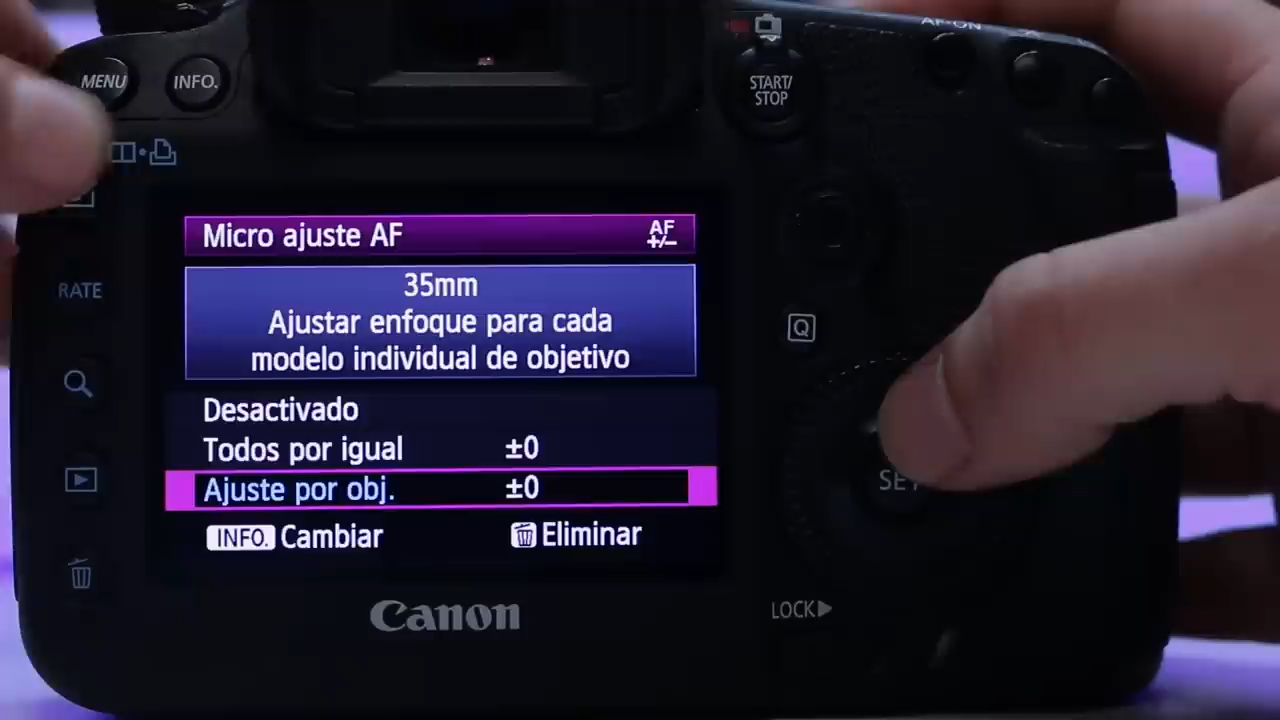 AF-ON
MENU
INFO.
START/
STOP
Micro ajuste AF
AF
+/−
RATE
35mm
Ajustar enfoque para cada
modelo individual de objetivo
Q
Desactivado
Todos por igual ±0
Ajuste por obj. ±0
SET
INFO. Cambiar Eliminar
Canon
LOCK